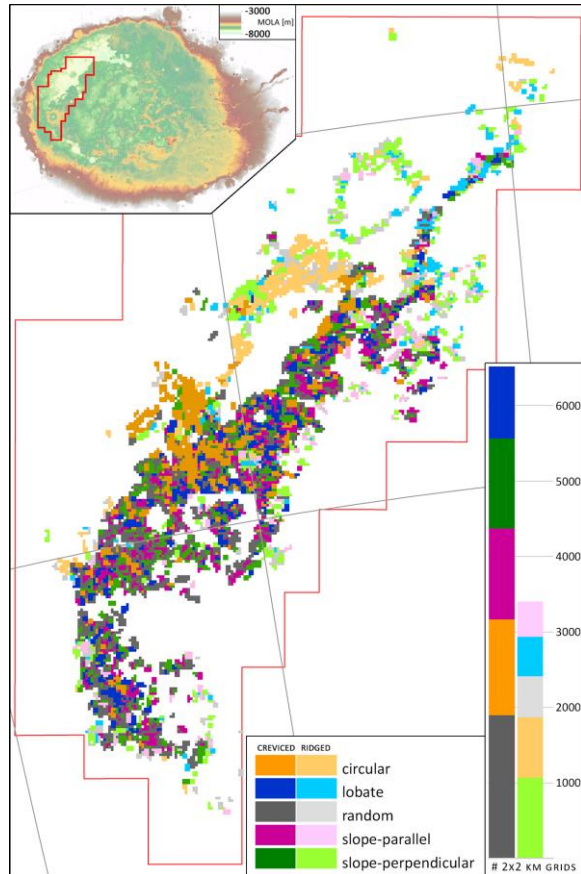 -3000
MOLA [m]
-8000
6000
5000
4000
3000
2000
1000
# 2X2 KM GRIDS
CREVICED RIDGED
circular
lobate
random
slope-parallel
slope-perpendicular